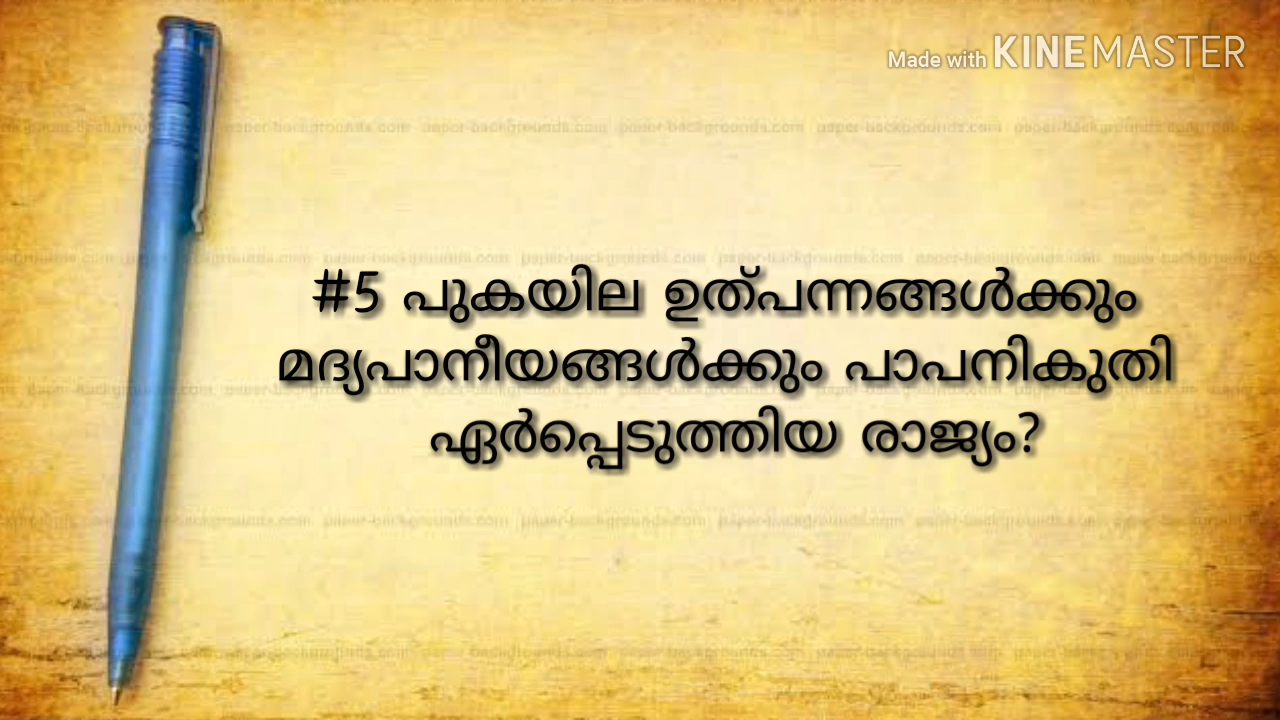 Made with KINEMASTER
#5 പുകയില ഉത്പന്നങ്ങൾക്കും
മദ്യപാനീയങ്ങൾക്കും പാപനികുതി
ഏർപ്പെടുത്തിയ രാജ്യം?